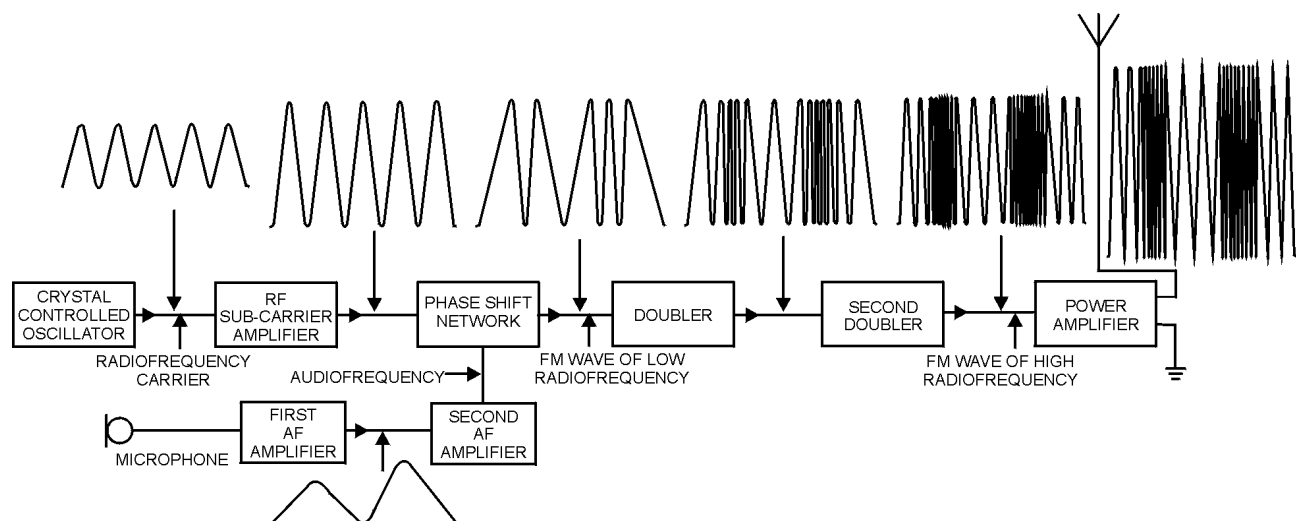 CRYSTAL
CONTROLLED
OSCILLATOR
RF
SUB-CARRIER
AMPLIFIER
PHASE SHIFT
NETWORK
DOUBLER
SECOND
DOUBLER
POWER
AMPLIFIER
RADIOFREQUENCY
CARRIER
AUDIOFREQUENCY
FM WAVE OF LOW
RADIOFREQUENCY
FM WAVE OF HIGH
RADIOFREQUENCY
MICROPHONE
FIRST
AF
AMPLIFIER
SECOND
AF
AMPLIFIER